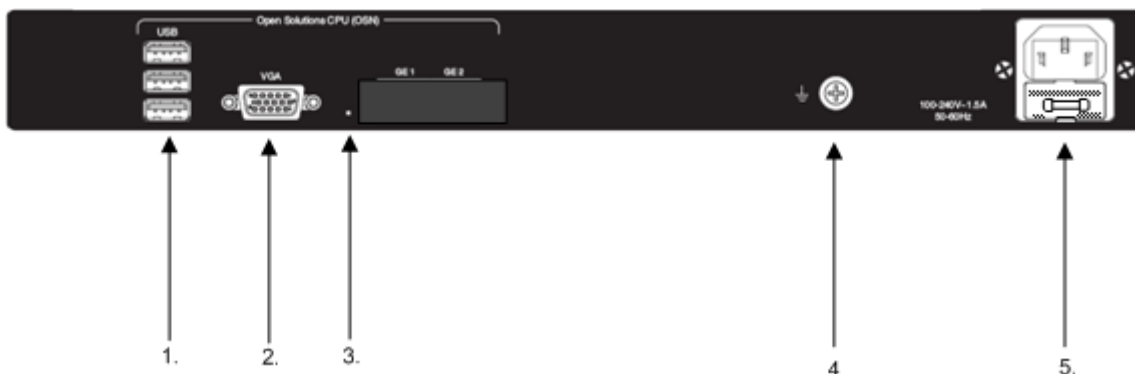 Open Solutions CPU (OSN)
USB
VGA
GE 1 GE 2
100-240V~1.5A
50-60Hz
1. 2. 3. 4 5.